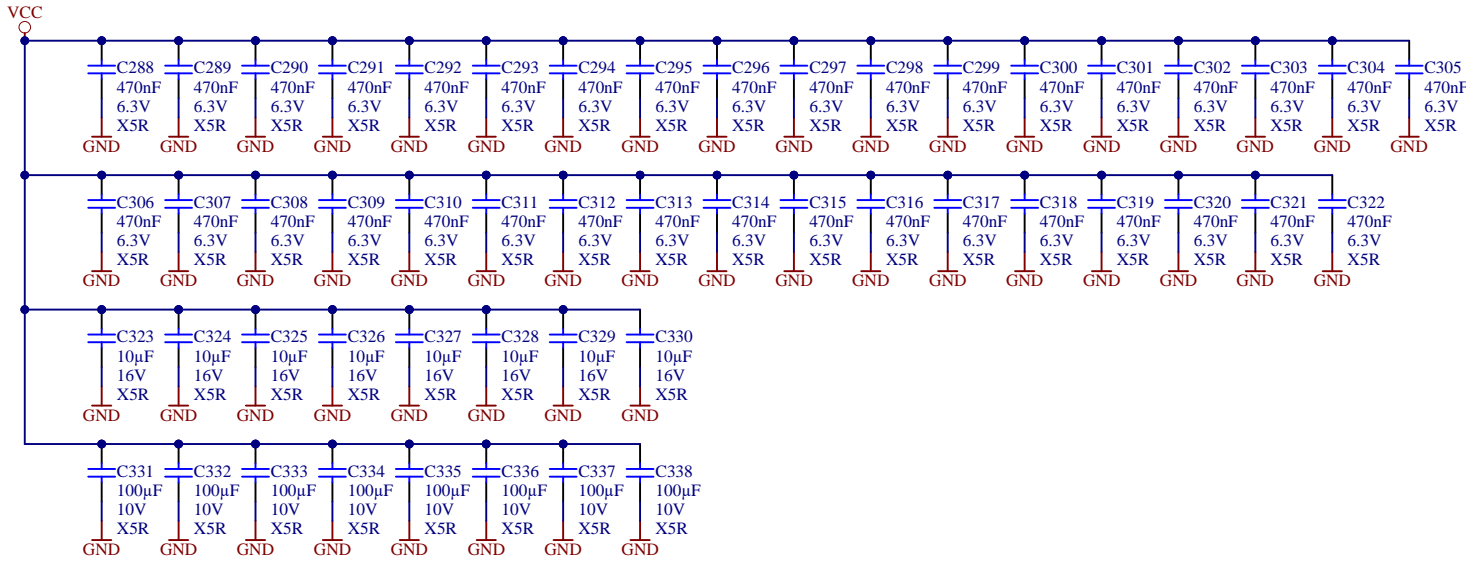 VCC
C288 C289 C290 C291 C292 C293 C294 C295 C296 C297 C298 C299 C300 C301 C302 C303 C304 C305
470nF 470nF 470nF 470nF 470nF 470nF 470nF 470nF 470nF 470nF 470nF 470nF 470nF 470nF 470nF 470nF 470nF 470nF
6.3V 6.3V 6.3V 6.3V 6.3V 6.3V 6.3V 6.3V 6.3V 6.3V 6.3V 6.3V 6.3V 6.3V 6.3V 6.3V 6.3V 6.3V
X5R X5R X5R X5R X5R X5R X5R X5R X5R X5R X5R X5R X5R X5R X5R X5R X5R X5R
GND GND GND GND GND GND GND GND GND GND GND GND GND GND GND GND GND GND
C306 C307 C308 C309 C310 C311 C312 C313 C314 C315 C316 C317 C318 C319 C320 C321 C322
470nF 470nF 470nF 470nF 470nF 470nF 470nF 470nF 470nF 470nF 470nF 470nF 470nF 470nF 470nF 470nF 470nF
6.3V 6.3V 6.3V 6.3V 6.3V 6.3V 6.3V 6.3V 6.3V 6.3V 6.3V 6.3V 6.3V 6.3V 6.3V 6.3V 6.3V
X5R X5R X5R X5R X5R X5R X5R X5R X5R X5R X5R X5R X5R X5R X5R X5R X5R
GND GND GND GND GND GND GND GND GND GND GND GND GND GND GND GND GND
C323 C324 C325 C326 C327 C328 C329 C330
10µF 10µF 10µF 10µF 10µF 10µF 10µF 10µF
16V 16V 16V 16V 16V 16V 16V 16V
X5R X5R X5R X5R X5R X5R X5R X5R
GND GND GND GND GND GND GND GND
C331 C332 C333 C334 C335 C336 C337 C338
100µF 100µF 100µF 100µF 100µF 100µF 100µF 100µF
10V 10V 10V 10V 10V 10V 10V 10V
X5R X5R X5R X5R X5R X5R X5R X5R
GND GND GND GND GND GND GND GND